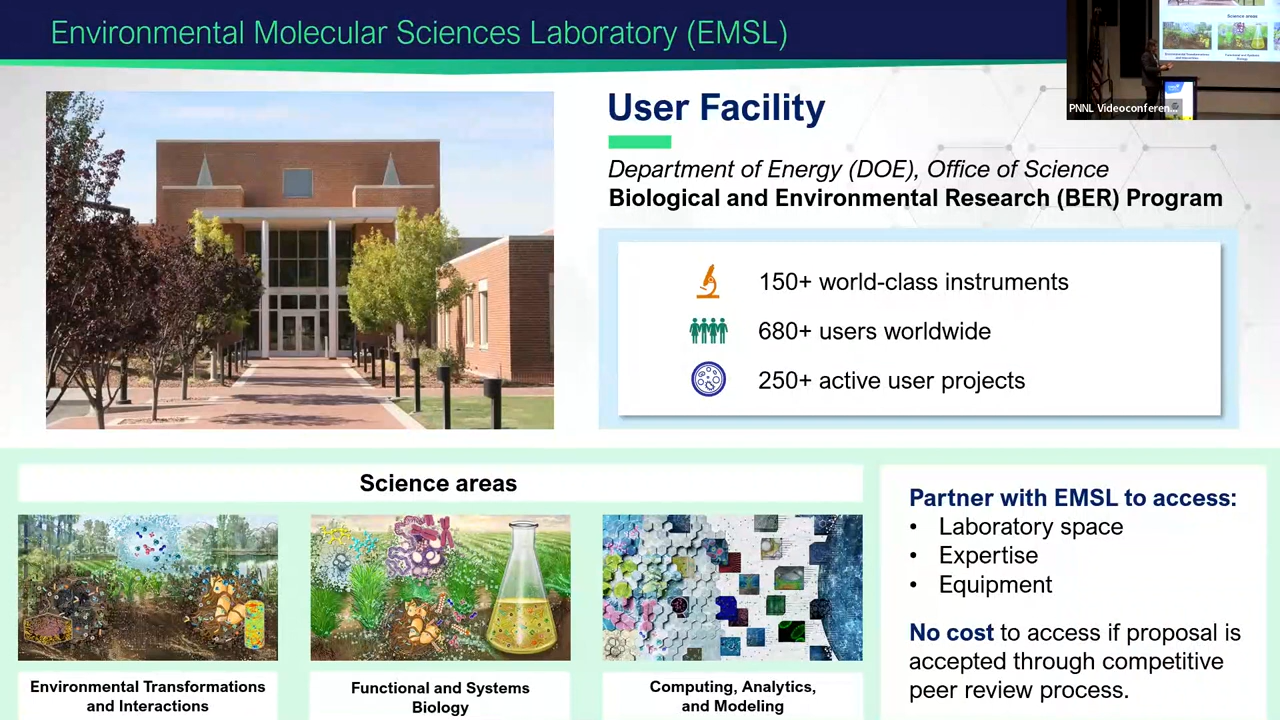 Environmental Molecular Sciences Laboratory (EMSL)
PNNL Videoconferen...
User Facility
Department of Energy (DOE), Office of Science
Biological and Environmental Research (BER) Program
150+ world-class instruments
680+ users worldwide
250+ active user projects
Science areas
Environmental Transformations
and Interactions
Functional and Systems
Biology
Computing, Analytics,
and Modeling
Partner with EMSL to access:
• Laboratory space
• Expertise
• Equipment
No cost to access if proposal is
accepted through competitive
peer review process.